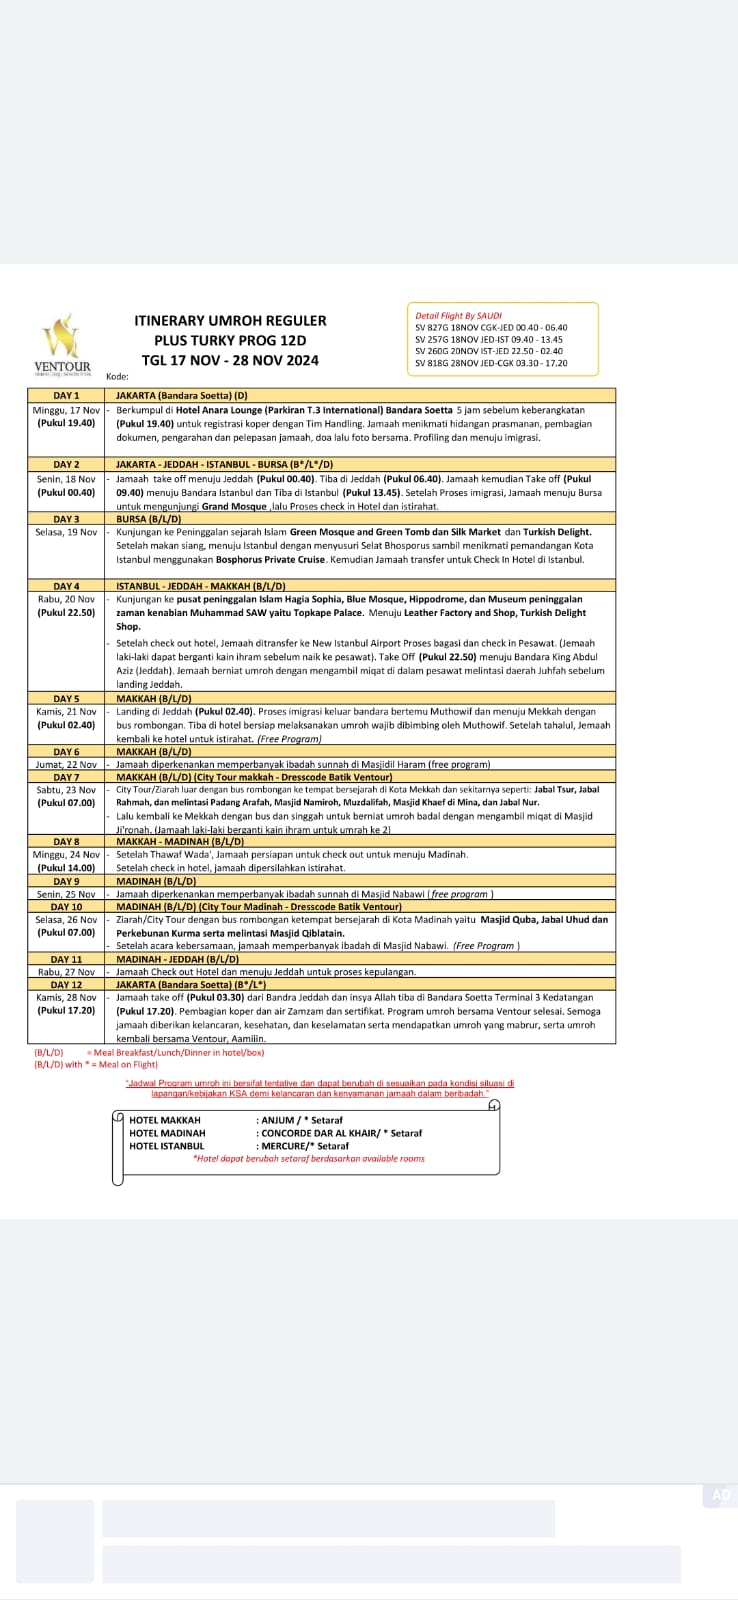 ITINERARY UMROH REGULER
PLUS TURKY PROG 12D
TGL 17 NOV - 28 NOV 2024
VENTOUR
Kode:
Detail Flight By SAUDI
SV 827G 18NOV CGK-JED 00.40 - 06.40
SV 257G 18NOV JED-IST 09.40 - 13.45
SV 260G 20NOV IST-JED 22.50 - 02.40
SV 818G 28NOV JED-CGK 03.30 - 17.20
DAY 1 JAKARTA (Bandara Soetta) (D)
Minggu, 17 Nov - Berkumpul di Hotel Anara Lounge (Parkiran T.3 International) Bandara Soetta 5 jam sebelum keberangkatan
(Pukul 19.40) (Pukul 19.40) untuk registrasi koper dengan Tim Handling. Jamaah menikmati hidangan prasmanan, pembagian
dokumen, pengarahan dan pelepasan jamaah, doa lalu foto bersama. Profiling dan menuju imigrasi.
DAY 2 JAKARTA - JEDDAH - ISTANBUL - BURSA (B*/L*/D)
Senin, 18 Nov - Jamaah take off menuju Jeddah (Pukul 00.40). Tiba di Jeddah (Pukul 06.40). Jamaah kemudian Take off (Pukul
(Pukul 00.40) 09.40) menuju Bandara Istanbul dan Tiba di Istanbul (Pukul 13.45). Setelah Proses imigrasi, Jamaah menuju Bursa
untuk mengunjungi Grand Mosque ,lalu Proses check in Hotel dan istirahat.
DAY 3 BURSA (B/L/D)
Selasa, 19 Nov - Kunjungan ke Peninggalan sejarah Islam Green Mosque and Green Tomb dan Silk Market dan Turkish Delight.
Setelah makan siang, menuju Istanbul dengan menyusuri Selat Bhosporus sambil menikmati pemandangan Kota
Istanbul menggunakan Bosphorus Private Cruise. Kemudian Jamaah transfer untuk Check In Hotel di Istanbul.
DAY 4 ISTANBUL - JEDDAH - MAKKAH (B/L/D)
Rabu, 20 Nov - Kunjungan ke pusat peninggalan Islam Hagia Sophia, Blue Mosque, Hippodrome, dan Museum peninggalan
(Pukul 22.50) zaman kenabian Muhammad SAW yaitu Topkape Palace. Menuju Leather Factory and Shop, Turkish Delight
Shop.
- Setelah check out hotel, Jemaah ditransfer ke New Istanbul Airport Proses bagasi dan check in Pesawat. (Jemaah
laki-laki dapat berganti kain ihram sebelum naik ke pesawat). Take Off (Pukul 22.50) menuju Bandara King Abdul
Aziz (Jeddah). Jemaah berniat umroh dengan mengambil miqat di dalam pesawat melintasi daerah Juhfah sebelum
landing Jeddah.
DAY 5 MAKKAH (B/L/D)
Kamis, 21 Nov - Landing di Jeddah (Pukul 02.40). Proses imigrasi keluar bandara bertemu Muthowif dan menuju Mekkah dengan
(Pukul 02.40) bus rombongan. Tiba di hotel bersiap melaksanakan umroh wajib dibimbing oleh Muthowif. Setelah tahalul, Jemaah
kembali ke hotel untuk istirahat. (Free Program)
DAY 6 MAKKAH (B/L/D)
Jumat, 22 Nov - Jamaah diperkenankan memperbanyak ibadah sunnah di Masjidil Haram (free program)
DAY 7 MAKKAH (B/L/D) (City Tour makkah - Dresscode Batik Ventour)
Sabtu, 23 Nov - City Tour/Ziarah luar dengan bus rombongan ke tempat bersejarah di Kota Mekkah dan sekitarnya seperti: Jabal Tsur, Jabal
(Pukul 07.00) Rahmah, dan melintasi Padang Arafah, Masjid Namiroh, Muzdalifah, Masjid Khaef di Mina, dan Jabal Nur.
- Lalu kembali ke Mekkah dengan bus dan singgah untuk berniat umroh badal dengan mengambil miqat di Masjid
Ji'ronah. (Jamaah laki-laki berganti kain ihram untuk umrah ke 2)
DAY 8 MAKKAH - MADINAH (B/L/D)
Minggu, 24 Nov - Setelah Thawaf Wada', Jamaah persiapan untuk check out untuk menuju Madinah.
(Pukul 14.00) Setelah check in hotel, jamaah dipersilahkan istirahat.
DAY 9 MADINAH (B/L/D)
Senin, 25 Nov - Jamaah diperkenankan memperbanyak ibadah sunnah di Masjid Nabawi (free program )
DAY 10 MADINAH (B/L/D) (City Tour Madinah - Dresscode Batik Ventour)
Selasa, 26 Nov - Ziarah/City Tour dengan bus rombongan ketempat bersejarah di Kota Madinah yaitu Masjid Quba, Jabal Uhud dan
(Pukul 07.00) Perkebunan Kurma serta melintasi Masjid Qiblatain.
- Setelah acara kebersamaan, jamaah memperbanyak ibadah di Masjid Nabawi. (Free Program )
DAY 11 MADINAH - JEDDAH (B/L/D)
Rabu, 27 Nov - Jamaah Check out Hotel dan menuju Jeddah untuk proses kepulangan.
DAY 12 JAKARTA (Bandara Soetta) (B*/L*)
Kamis, 28 Nov - Jamaah take off (Pukul 03.30) dari Bandra Jeddah dan insya Allah tiba di Bandara Soetta Terminal 3 Kedatangan
(Pukul 17.20) (Pukul 17.20). Pembagian koper dan air Zamzam dan sertifikat. Program umroh bersama Ventour selesai. Semoga
jamaah diberikan kelancaran, kesehatan, dan keselamatan serta mendapatkan umroh yang mabrur, serta umroh
kembali bersama Ventour, Aamiiin.
(B/L/D) = Meal Breakfast/Lunch/Dinner in hotel/box)
(B/L/D) with * = Meal on Flight)
"Jadwal Program umroh ini bersifat tentative dan dapat berubah di sesuaikan pada kondisi situasi di
lapangan/kebijakan KSA demi kelancaran dan kenyamanan jamaah dalam beribadah."
HOTEL MAKKAH : ANJUM / * Setaraf
HOTEL MADINAH : CONCORDE DAR AL KHAIR/ * Setaraf
HOTEL ISTANBUL : MERCURE/* Setaraf
*Hotel dapat berubah setaraf berdasarkan available rooms
AD